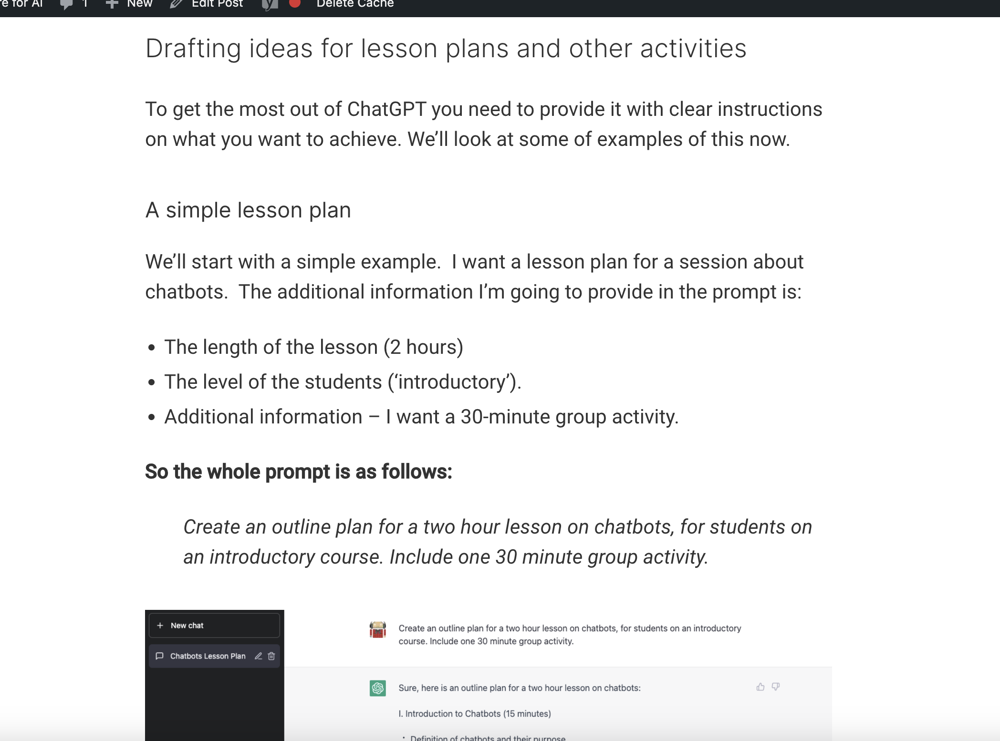 re for AI 1 New Edit Post Delete Cache
Drafting ideas for lesson plans and other activities
To get the most out of ChatGPT you need to provide it with clear instructions
on what you want to achieve. We’ll look at some of examples of this now.
A simple lesson plan
We’ll start with a simple example.  I want a lesson plan for a session about
chatbots.  The additional information I’m going to provide in the prompt is:
• The length of the lesson (2 hours)
• The level of the students (‘introductory’).
• Additional information – I want a 30-minute group activity.
So the whole prompt is as follows:
Create an outline plan for a two hour lesson on chatbots, for students on
an introductory course. Include one 30 minute group activity.
+ New chat
Chatbots Lesson Plan
Create an outline plan for a two hour lesson on chatbots, for students on an introductory
course. Include one 30 minute group activity.
Sure, here is an outline plan for a two hour lesson on chatbots:
I. Introduction to Chatbots (15 minutes)
• Definition of chatbots and their purpose